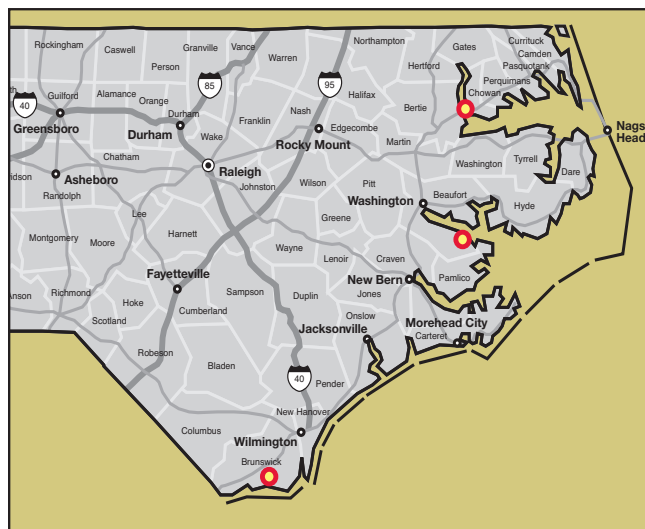 Rockingham
Caswell
Person
Granville
Vance
Warren
Northampton
Gates
Hertford
Currituck
Camden
Pasquotank
Perquimans
Chowan
Bertie
Halifax
Guilford
Alamance
Orange
Durham
Franklin
Nash
Edgecombe
Martin
40
85
95
Greensboro
Durham
Wake
Rocky Mount
Nags
Head
Washington
Tyrrell
Dare
Chatham
Raleigh
Johnston
Wilson
Pitt
Beaufort
Hyde
Asheboro
Randolph
idson
Washington
Lee
Greene
Montgomery
Moore
Harnett
Wayne
Lenoir
Craven
Pamlico
New Bern
Jones
Fayetteville
Sampson
Duplin
Onslow
Anson
Richmond
Hoke
Cumberland
Scotland
Jacksonville
Morehead City
Carteret
Robeson
Bladen
40
Pender
New Hanover
Columbus
Wilmington
Brunswick